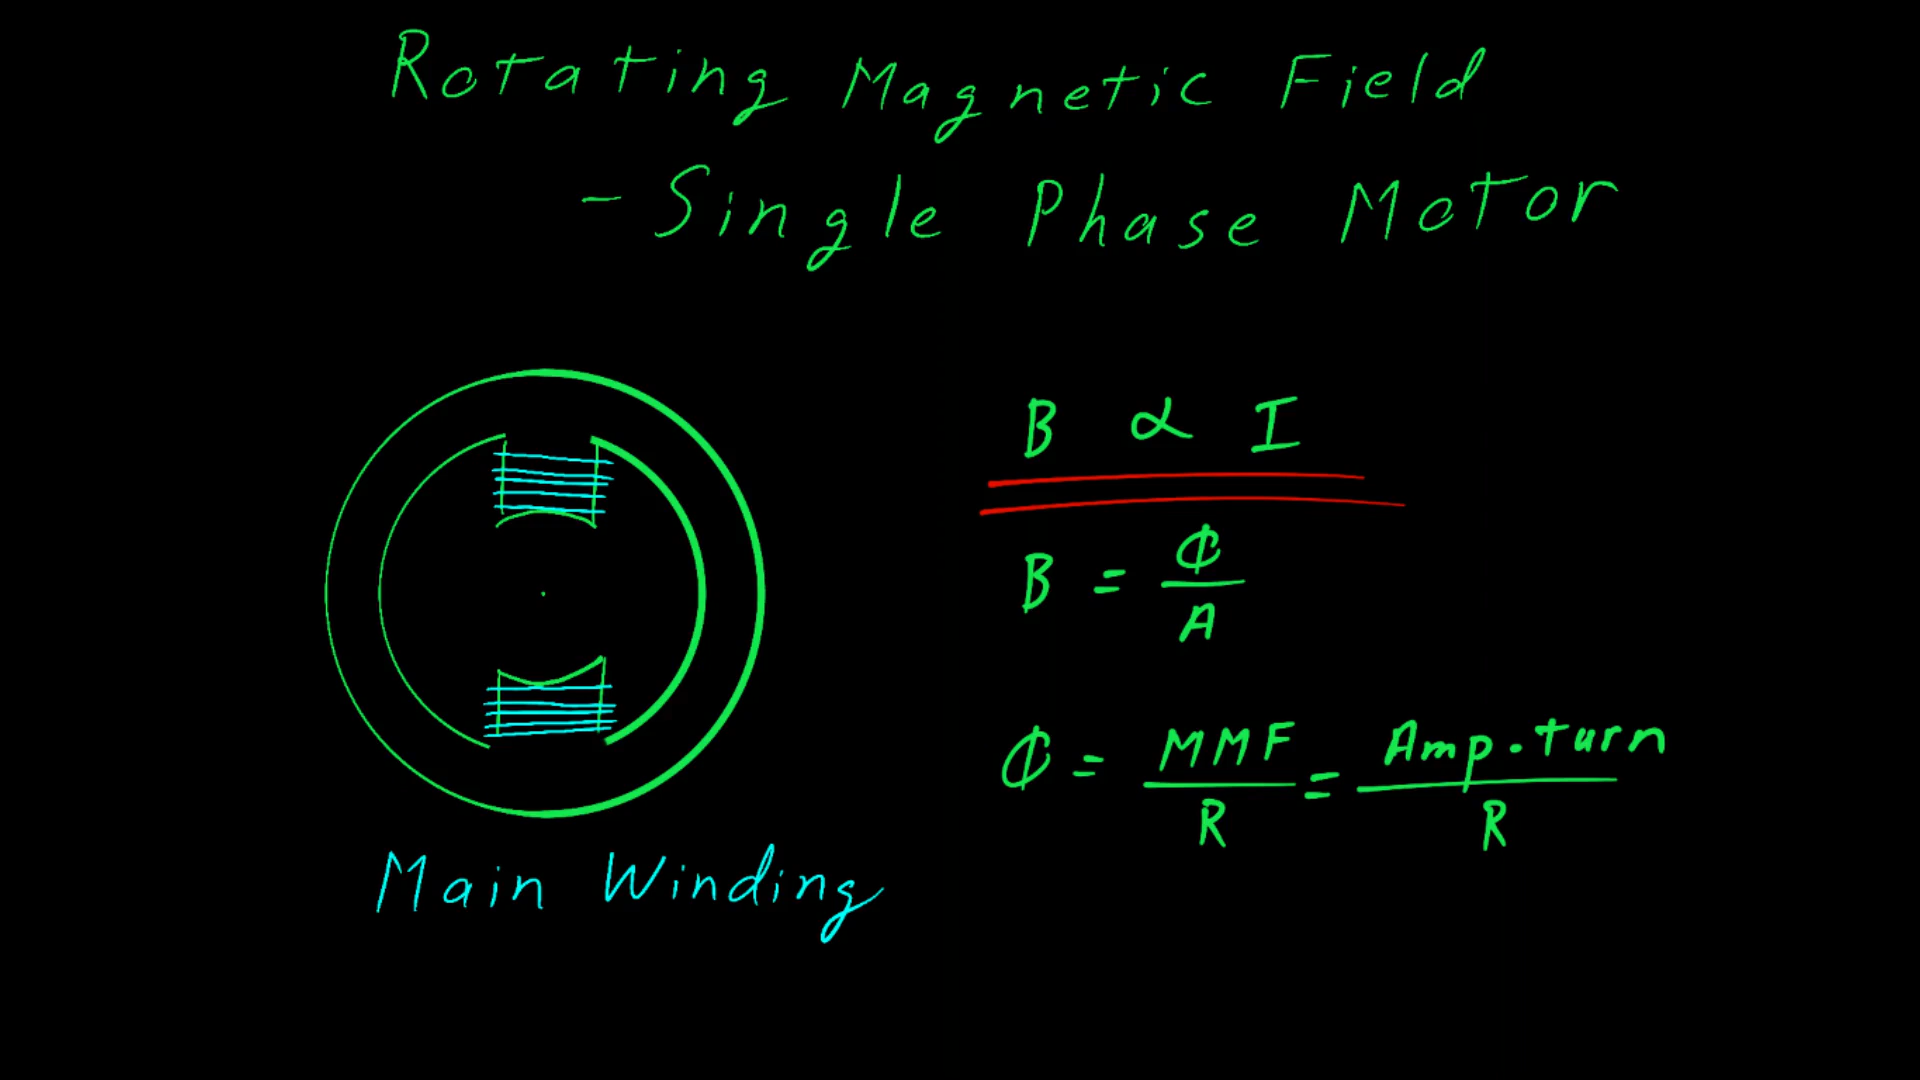 Rotating Magnetic Field
- Single Phase Motor
B ∝ I
B = Φ / A
Φ = MMF / R = Amp.turn / R
Main Winding